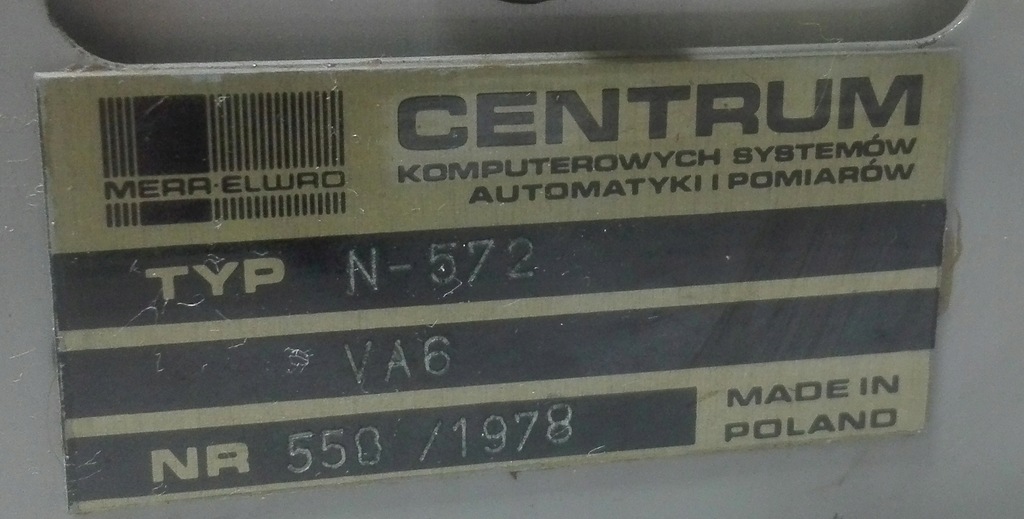 MERA-ELWRO
CENTRUM
KOMPUTEROWYCH SYSTEMÓW
AUTOMATYKI I POMIARÓW
TYP N-572
VA6
NR 550 /1978
MADE IN
POLAND